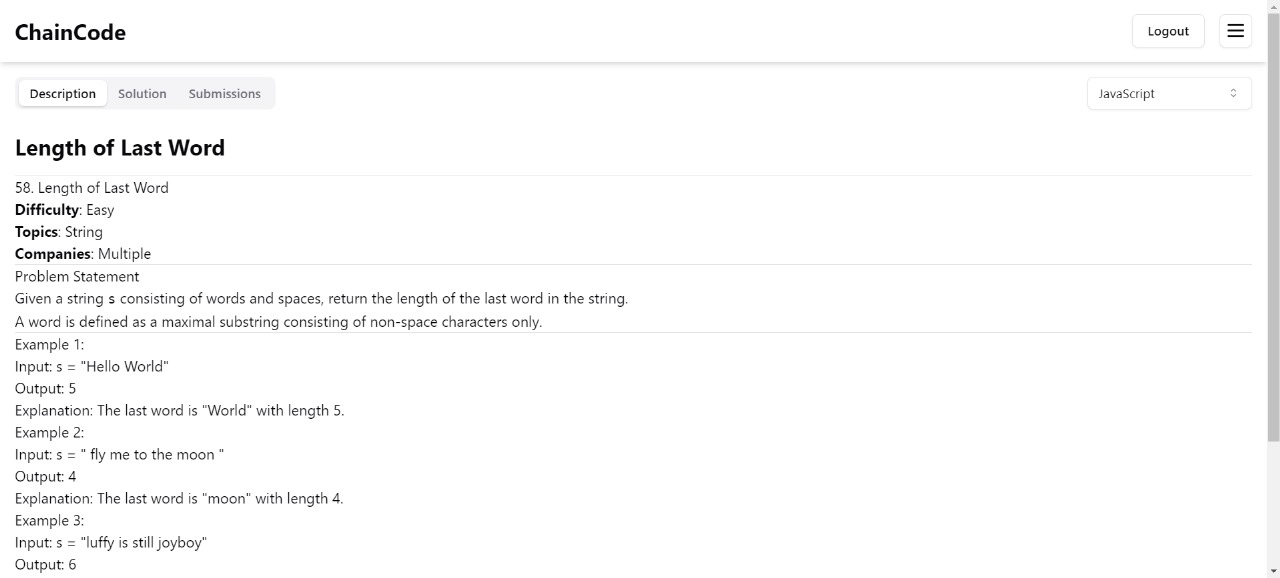 ChainCode
Logout
Description Solution Submissions
JavaScript
Length of Last Word
58. Length of Last Word
Difficulty: Easy
Topics: String
Companies: Multiple
Problem Statement
Given a string s consisting of words and spaces, return the length of the last word in the string.
A word is defined as a maximal substring consisting of non-space characters only.
Example 1:
Input: s = "Hello World"
Output: 5
Explanation: The last word is "World" with length 5.
Example 2:
Input: s = " fly me to the moon "
Output: 4
Explanation: The last word is "moon" with length 4.
Example 3:
Input: s = "luffy is still joyboy"
Output: 6